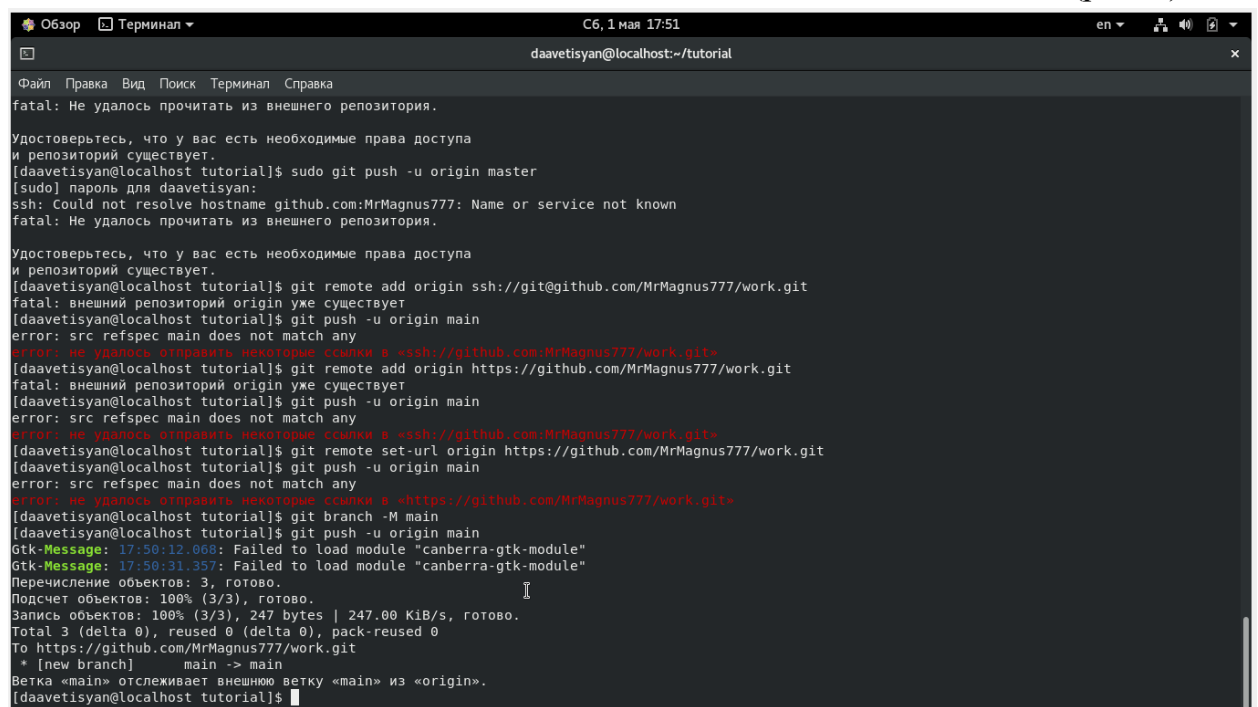 Обзор Терминал Сб, 1 мая 17:51 en
daavetisyan@localhost:~/tutorial ×
Файл Правка Вид Поиск Терминал Справка
fatal: Не удалось прочитать из внешнего репозитория.
Удостоверьтесь, что у вас есть необходимые права доступа
и репозиторий существует.
[daavetisyan@localhost tutorial]$ sudo git push -u origin master
[sudo] пароль для daavetisyan:
ssh: Could not resolve hostname github.com:MrMagnus777: Name or service not known
fatal: Не удалось прочитать из внешнего репозитория.
Удостоверьтесь, что у вас есть необходимые права доступа
и репозиторий существует.
[daavetisyan@localhost tutorial]$ git remote add origin ssh://git@github.com/MrMagnus777/work.git
fatal: внешний репозиторий origin уже существует
[daavetisyan@localhost tutorial]$ git push -u origin main
error: src refspec main does not match any
error: не удалось отправить некоторые ссылки в «ssh://github.com:MrMagnus777/work.git»
[daavetisyan@localhost tutorial]$ git remote add origin https://github.com/MrMagnus777/work.git
fatal: внешний репозиторий origin уже существует
[daavetisyan@localhost tutorial]$ git push -u origin main
error: src refspec main does not match any
error: не удалось отправить некоторые ссылки в «ssh://github.com:MrMagnus777/work.git»
[daavetisyan@localhost tutorial]$ git remote set-url origin https://github.com/MrMagnus777/work.git
[daavetisyan@localhost tutorial]$ git push -u origin main
error: src refspec main does not match any
error: не удалось отправить некоторые ссылки в «https://github.com/MrMagnus777/work.git»
[daavetisyan@localhost tutorial]$ git branch -M main
[daavetisyan@localhost tutorial]$ git push -u origin main
Gtk-Message: 17:50:12.068: Failed to load module "canberra-gtk-module"
Gtk-Message: 17:50:31.357: Failed to load module "canberra-gtk-module"
Перечисление объектов: 3, готово.
Подсчет объектов: 100% (3/3), готово.
Запись объектов: 100% (3/3), 247 bytes | 247.00 KiB/s, готово.
Total 3 (delta 0), reused 0 (delta 0), pack-reused 0
To https://github.com/MrMagnus777/work.git
 * [new branch]      main -> main
Ветка «main» отслеживает внешнюю ветку «main» из «origin».
[daavetisyan@localhost tutorial]$